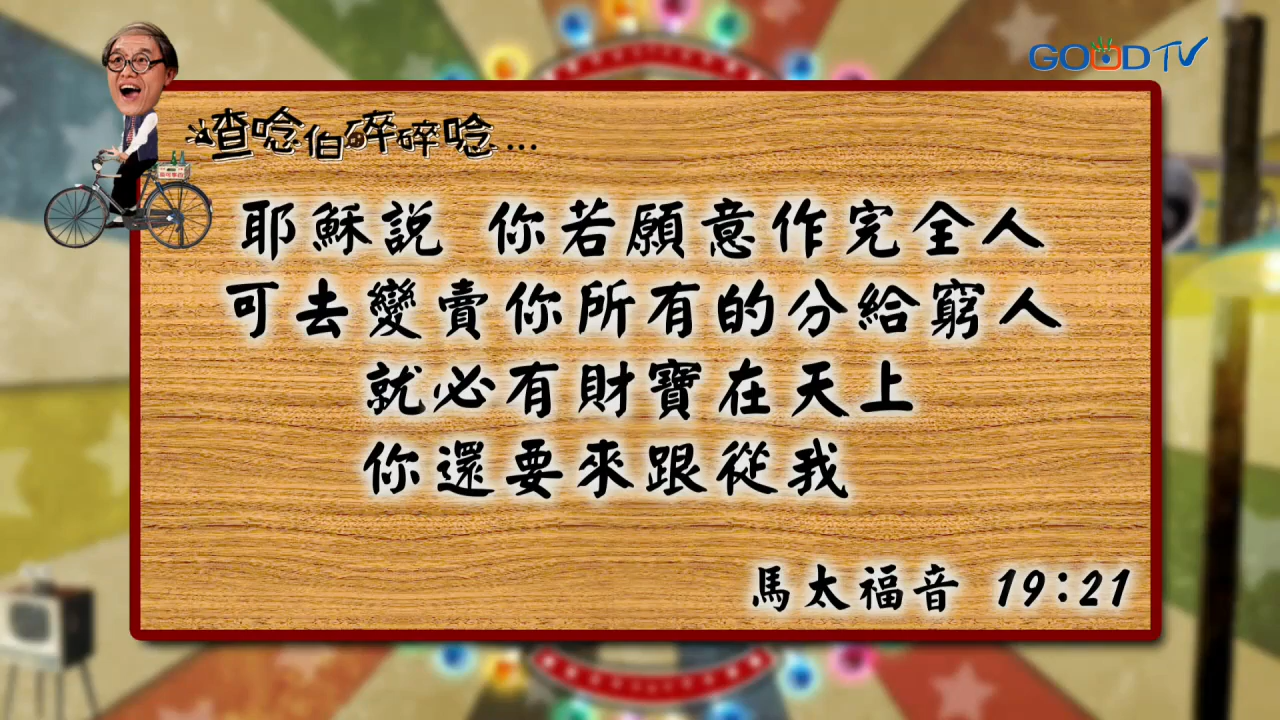 GOOD TV
喳唸伯碎碎唸...
耶穌說 你若願意作完全人
可去變賣你所有的分給窮人
就必有財寶在天上
你還要來跟從我
馬太福音 19:21